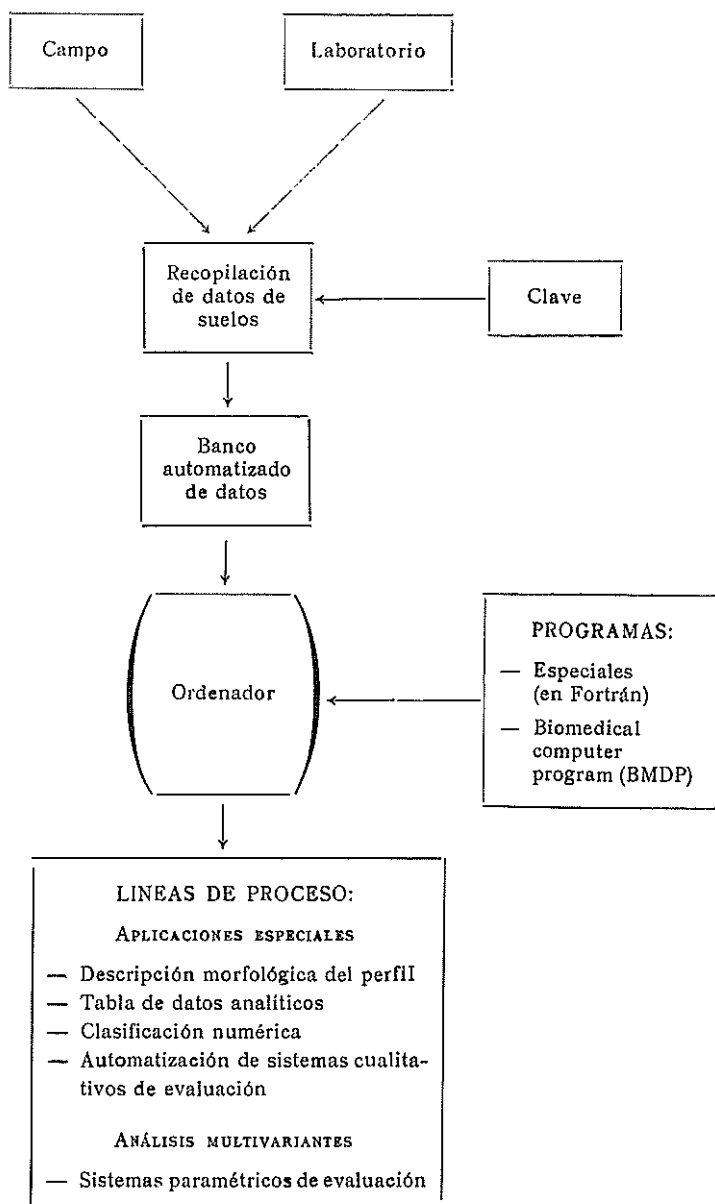 Campo
Laboratorio
Recopilación
de datos de
suelos
Clave
Banco
automatizado
de datos
Ordenador
PROGRAMAS:
— Especiales
(en Fortrán)
— Biomedical
computer
program (BMDP)
LINEAS DE PROCESO:
APLICACIONES ESPECIALES
— Descripción morfológica del perfil
— Tabla de datos analíticos
— Clasificación numérica
— Automatización de sistemas cualita-
tivos de evaluación
ANÁLISIS MULTIVARIANTES
— Sistemas paramétricos de evaluación